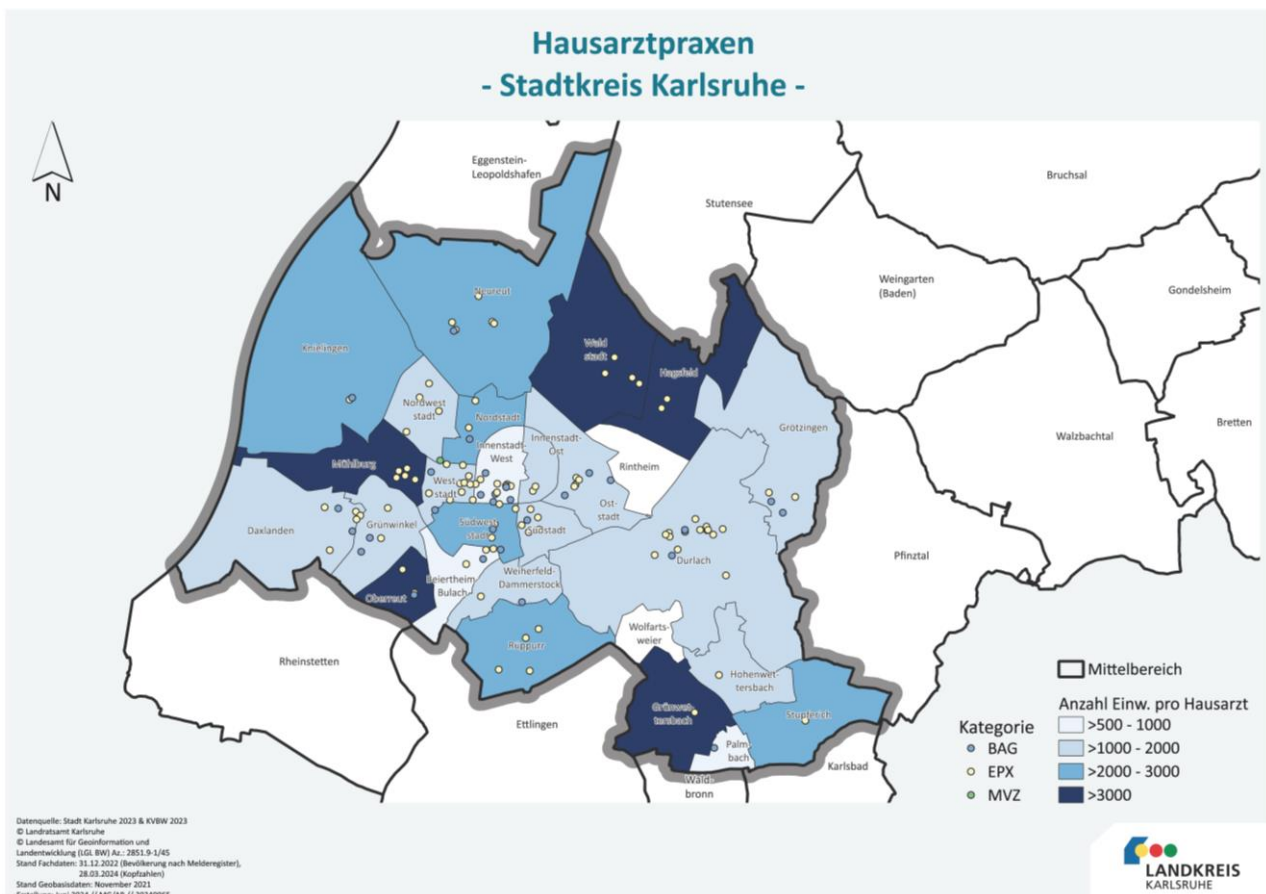 Hausarztpraxen
- Stadtkreis Karlsruhe -
N
Eggenstein-
Leopoldshafen
Bruchsal
Stutensee
Weingarten
(Baden)
Gondelsheim
Neureut
Knielingen
Wald
stadt
Hagsfeld
Nordwest
stadt
Nordstadt
Grötzingen
Bretten
Walzbachtal
Innenstadt-
West
Innenstadt-
Ost
Rintheim
Mühlburg
West
stadt
Ost-
stadt
Daxlanden
Grünwinkel
Südwest
stadt
Südstadt
Pfinztal
Durlach
Beiertheim
Bulach
Weiherfeld-
Dammerstock
Oberreut
Wolfarts-
weier
Rüppurr
Rheinstetten
Hohenwet-
tersbach
Grünwet-
tersbach
Stupferich
Ettlingen
Palm-
bach
Karlsbad
Wald-
bronn
Mittelbereich
Anzahl Einw. pro Hausarzt
>500 - 1000
>1000 - 2000
>2000 - 3000
>3000
Kategorie
BAG
EPX
MVZ
Datenquelle: Stadt Karlsruhe 2023 & KVBW 2023
© Landratsamt Karlsruhe
© Landesamt für Geoinformation und
Landentwicklung (LGL BW) Az.: 2851.9-1/45
Stand Fachdaten: 31.12.2022 (Bevölkerung nach Melderegister),
28.03.2024 (Kopfzahlen)
Stand Geobasisdaten: November 2021
LANDKREIS
KARLSRUHE